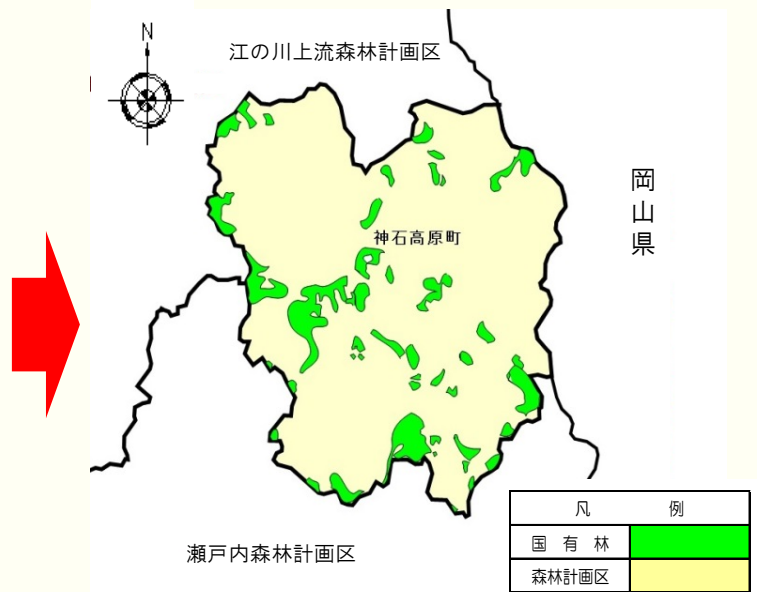 N
江の川上流森林計画区
岡山県
神石高原町
瀬戸内森林計画区
凡 例
国 有 林
森林計画区